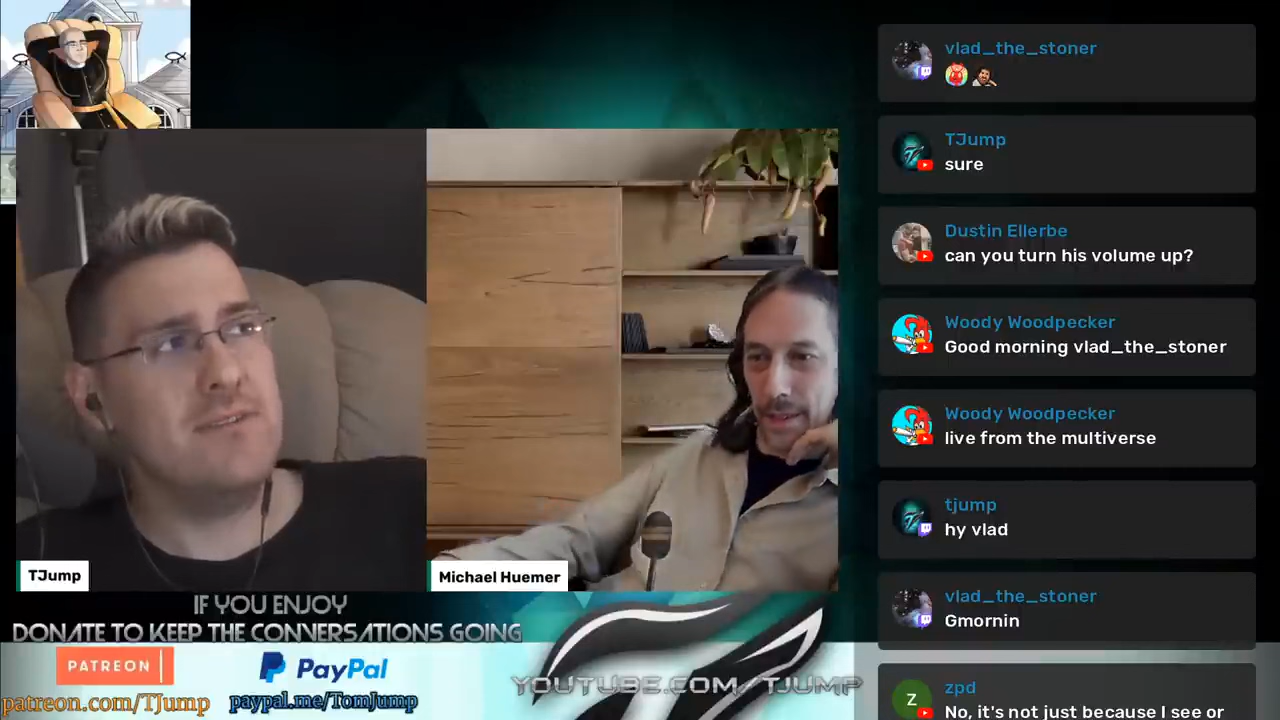 vlad_the_stoner
TJump
sure
Dustin Ellerbe
can you turn his volume up?
Woody Woodpecker
Good morning vlad_the_stoner
Woody Woodpecker
live from the multiverse
tjump
hy vlad
vlad_the_stoner
Gmornin
Z
zpd
No, it's not just because I see or
TJump
Michael Huemer
IF YOU ENJOY
DONATE TO KEEP THE CONVERSATIONS GOING
PATREON
PayPal
patreon.com/TJump
paypal.me/TomJump
YOUTUBE.COM/TJUMP